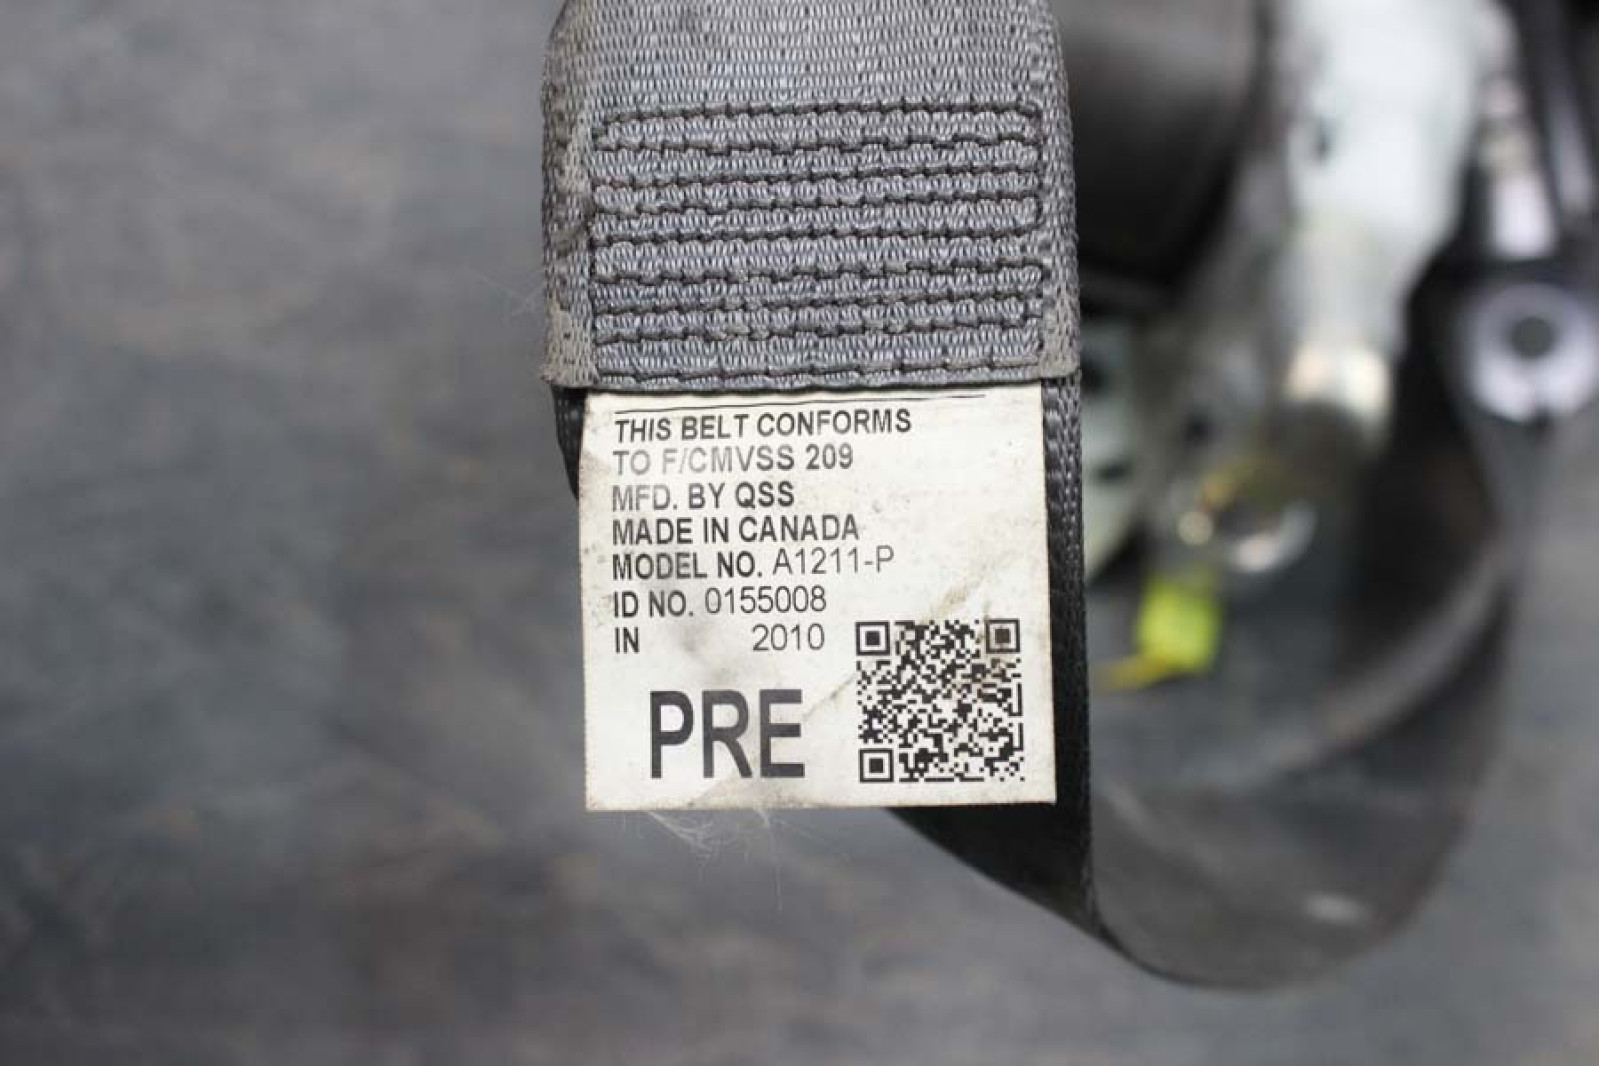 THIS BELT CONFORMS
TO F/CMVSS 209
MFD. BY QSS
MADE IN CANADA
MODEL NO. A1211-P
ID NO. 0155008
IN 2010
PRE